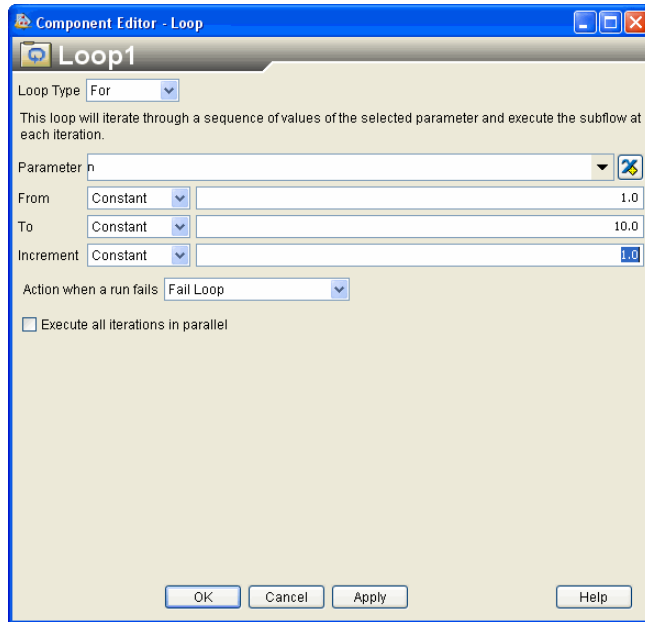 Component Editor - Loop
Loop1
Loop Type For
This loop will iterate through a sequence of values of the selected parameter and execute the subflow at
each iteration.
Parameter n
From Constant 1.0
To Constant 10.0
Increment Constant 1.0
Action when a run fails Fail Loop
Execute all iterations in parallel
OK Cancel Apply Help